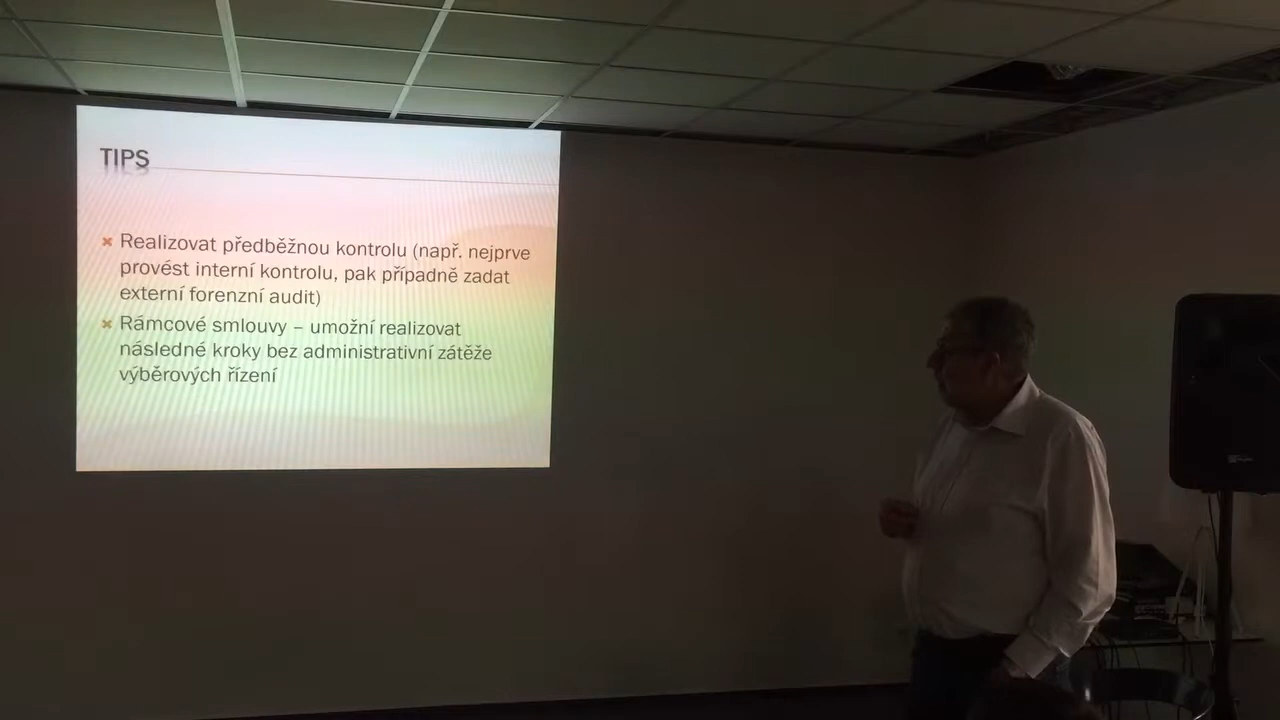 TIPS
Realizovat předběžnou kontrolu (např. nejprve
provést interní kontrolu, pak případně zadat
externí forenzní audit)
Rámcové smlouvy – umožní realizovat
následné kroky bez administrativní zátěže
výběrových řízení